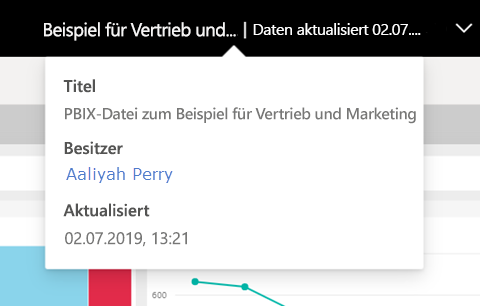 Beispiel für Vertrieb und... | Daten aktualisiert 02.07....
Titel
PBIX-Datei zum Beispiel für Vertrieb und Marketing
Besitzer
Aaliyah Perry
Aktualisiert
02.07.2019, 13:21
600